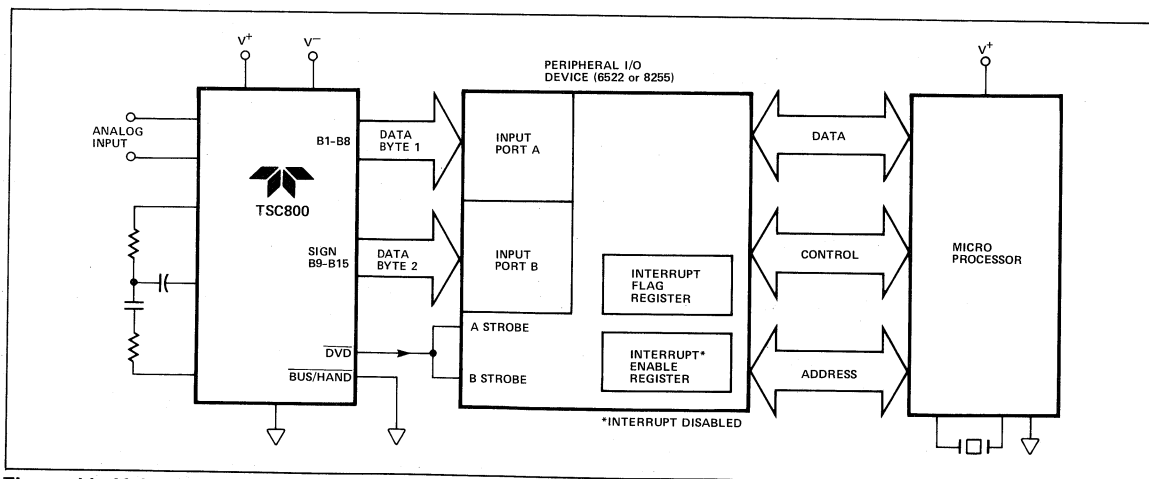 V+
V−
V+
PERIPHERAL I/O
DEVICE (6522 or 8255)
ANALOG
INPUT
B1-B8
DATA
BYTE 1
INPUT
PORT A
DATA
TSC800
SIGN
B9-B15
DATA
BYTE 2
INPUT
PORT B
INTERRUPT
FLAG
REGISTER
CONTROL
MICRO
PROCESSOR
A STROBE
DVD
B STROBE
BUS/HAND
INTERRUPT*
ENABLE
REGISTER
ADDRESS
*INTERRUPT DISABLED